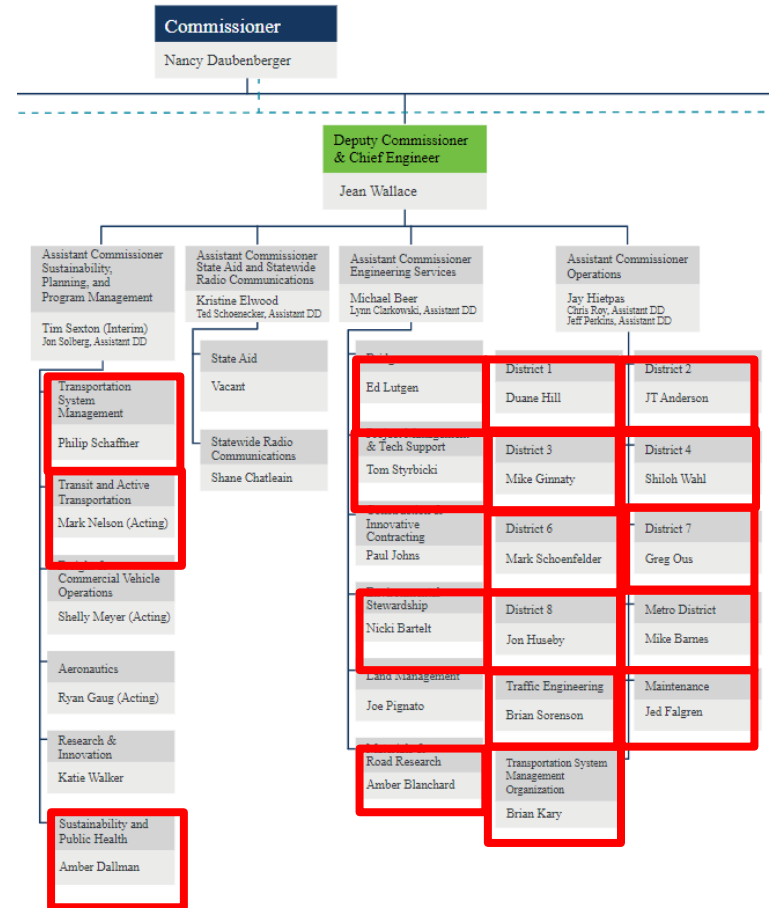 Commissioner
Nancy Daubenberger
Deputy Commissioner
& Chief Engineer
Jean Wallace
Assistant Commissioner
Sustainability,
Planning, and
Program Management
Tim Sexton (Interim)
Jon Solberg, Assistant DD
Transportation
System
Management
Philip Schaffner
Transit and Active
Transportation
Mark Nelson (Acting)
Commercial Vehicle
Operations
Shelly Meyer (Acting)
Aeronautics
Ryan Gaug (Acting)
Research &
Innovation
Katie Walker
Sustainability and
Public Health
Amber Dallman
Assistant Commissioner
State Aid and Statewide
Radio Communications
Kristine Elwood
Ted Schoenecker, Assistant DD
State Aid
Vacant
Statewide Radio
Communications
Shane Chatleain
Assistant Commissioner
Engineering Services
Michael Beer
Lynn Clarkowski, Assistant DD
Ed Lutgen
& Tech Support
Tom Styrbicki
Innovative
Contracting
Paul Johns
Stewardship
Nicki Bartelt
Land Management
Joe Pignato
Road Research
Amber Blanchard
Assistant Commissioner
Operations
Jay Hietpas
Chris Roy, Assistant DD
Jeff Perkins, Assistant DD
District 1
Duane Hill
District 2
JT Anderson
District 3
Mike Ginnaty
District 4
Shiloh Wahl
District 6
Mark Schoenfelder
District 7
Greg Ous
District 8
Jon Huseby
Metro District
Mike Barnes
Traffic Engineering
Brian Sorenson
Maintenance
Jed Falgren
Transportation System
Management
Organization
Brian Kary